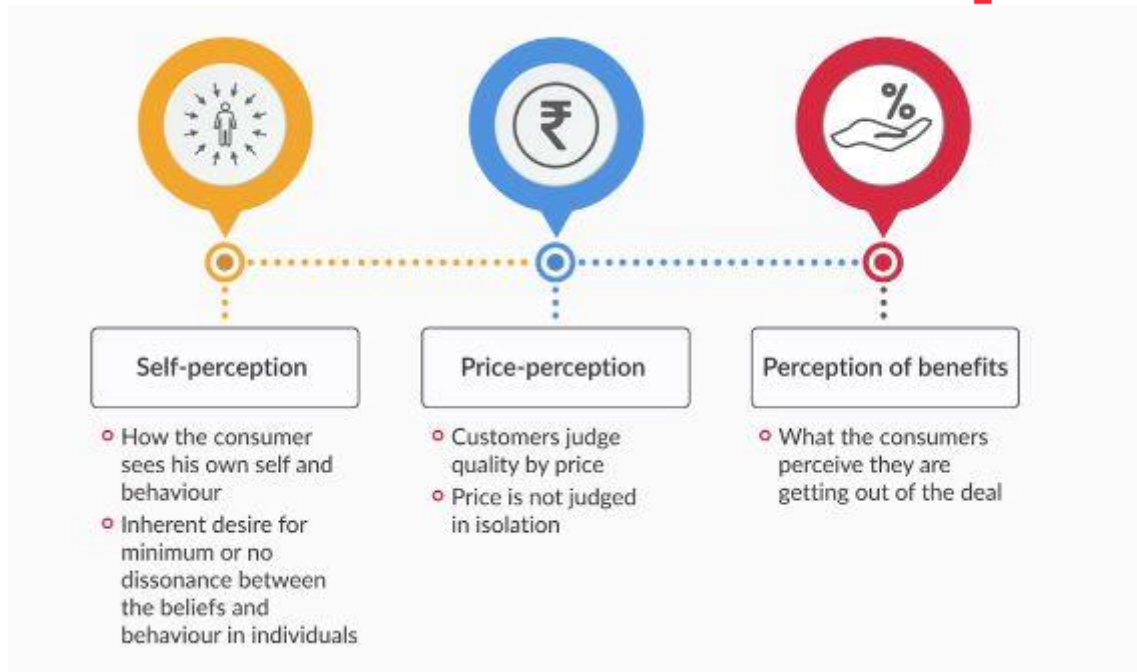 ₹
%
Self-perception
How the consumer
sees his own self and
behaviour
Inherent desire for
minimum or no
dissonance between
the beliefs and
behaviour in individuals
Price-perception
Customers judge
quality by price
Price is not judged
in isolation
Perception of benefits
What the consumers
perceive they are
getting out of the deal